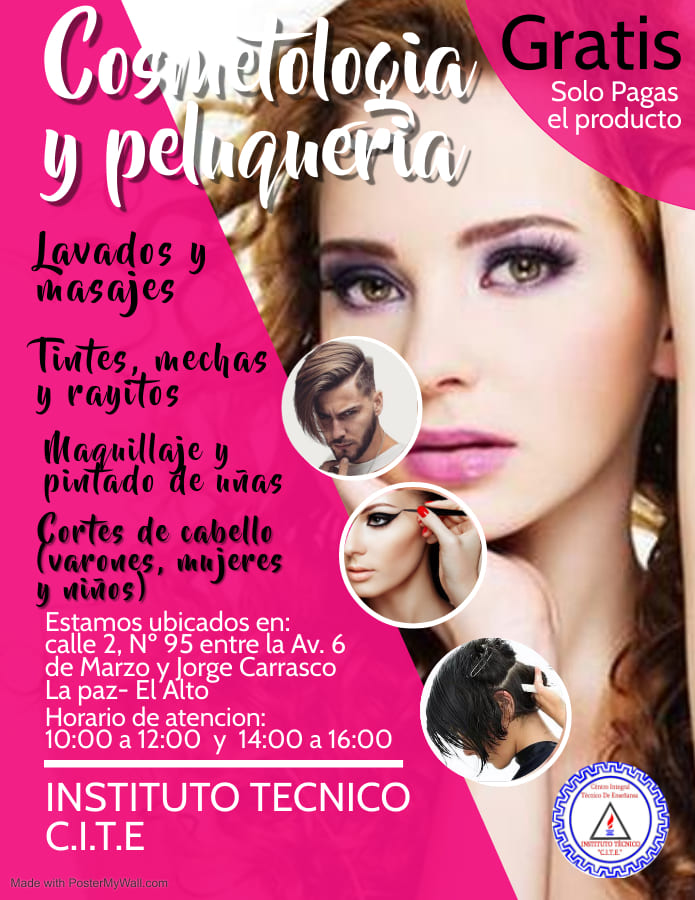 Cosmetologia
y peluqueria
Gratis
Solo Pagas
el producto
Lavados y
masajes
Tintes, mechas
y rayitos
Maquillaje y
pintado de uñas
Cortes de cabello
(varones, mujeres
y niños)
Estamos ubicados en:
calle 2, Nº 95 entre la Av. 6
de Marzo y Jorge Carrasco
La paz- El Alto
Horario de atencion:
10:00 a 12:00 y 14:00 a 16:00
INSTITUTO TECNICO
C.I.T.E
Centro Integral
Técnico De Enseñanza
INSTITUTO TÉCNICO
"C.I.T.E."
Made with PosterMyWall.com